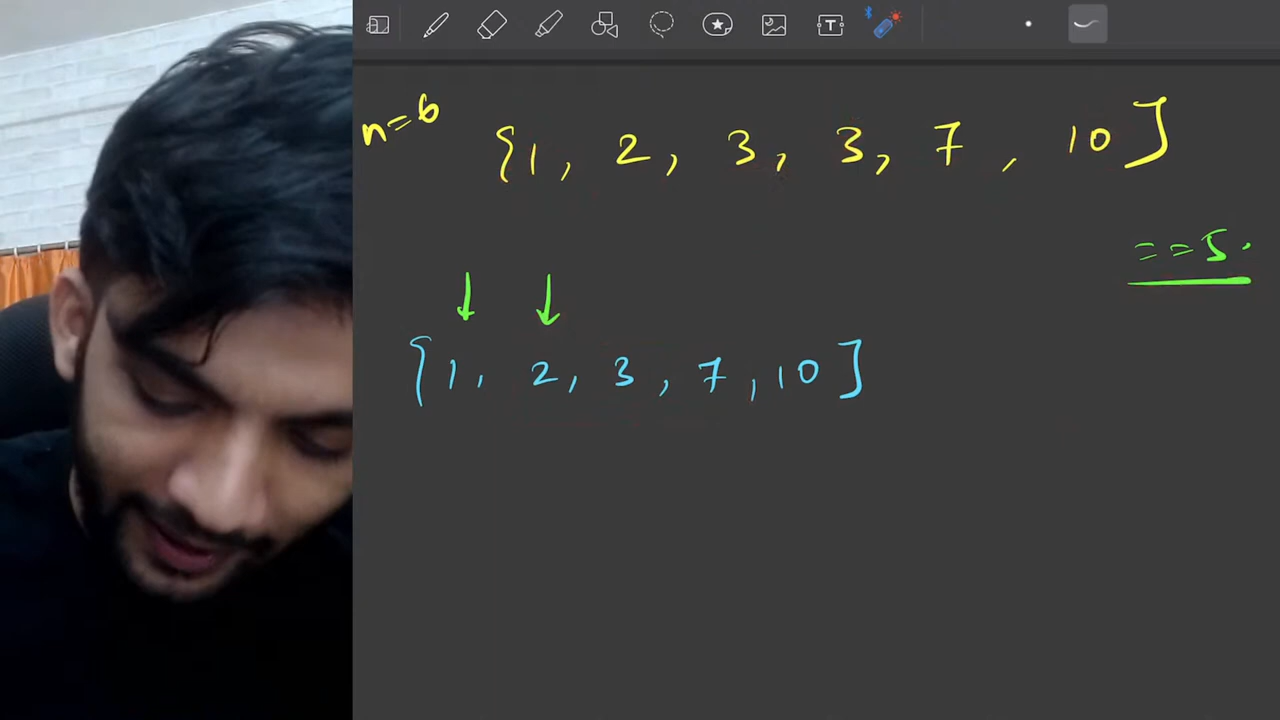 n=6 {1, 2, 3, 3, 7, 10]
==5.
{1, 2, 3, 7, 10]